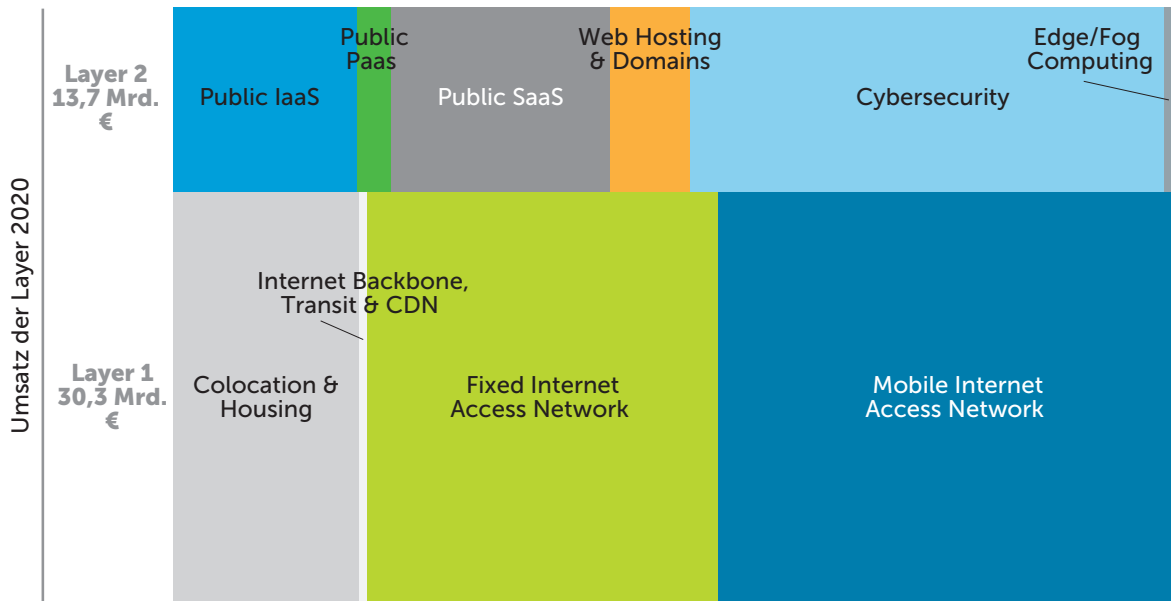 Umsatz der Layer 2020
Layer 2
13,7 Mrd.
€
Public IaaS
Public
Paas
Public SaaS
Web Hosting
& Domains
Cybersecurity
Edge/Fog
Computing
Layer 1
30,3 Mrd.
€
Colocation &
Housing
Internet Backbone,
Transit & CDN
Fixed Internet
Access Network
Mobile Internet
Access Network